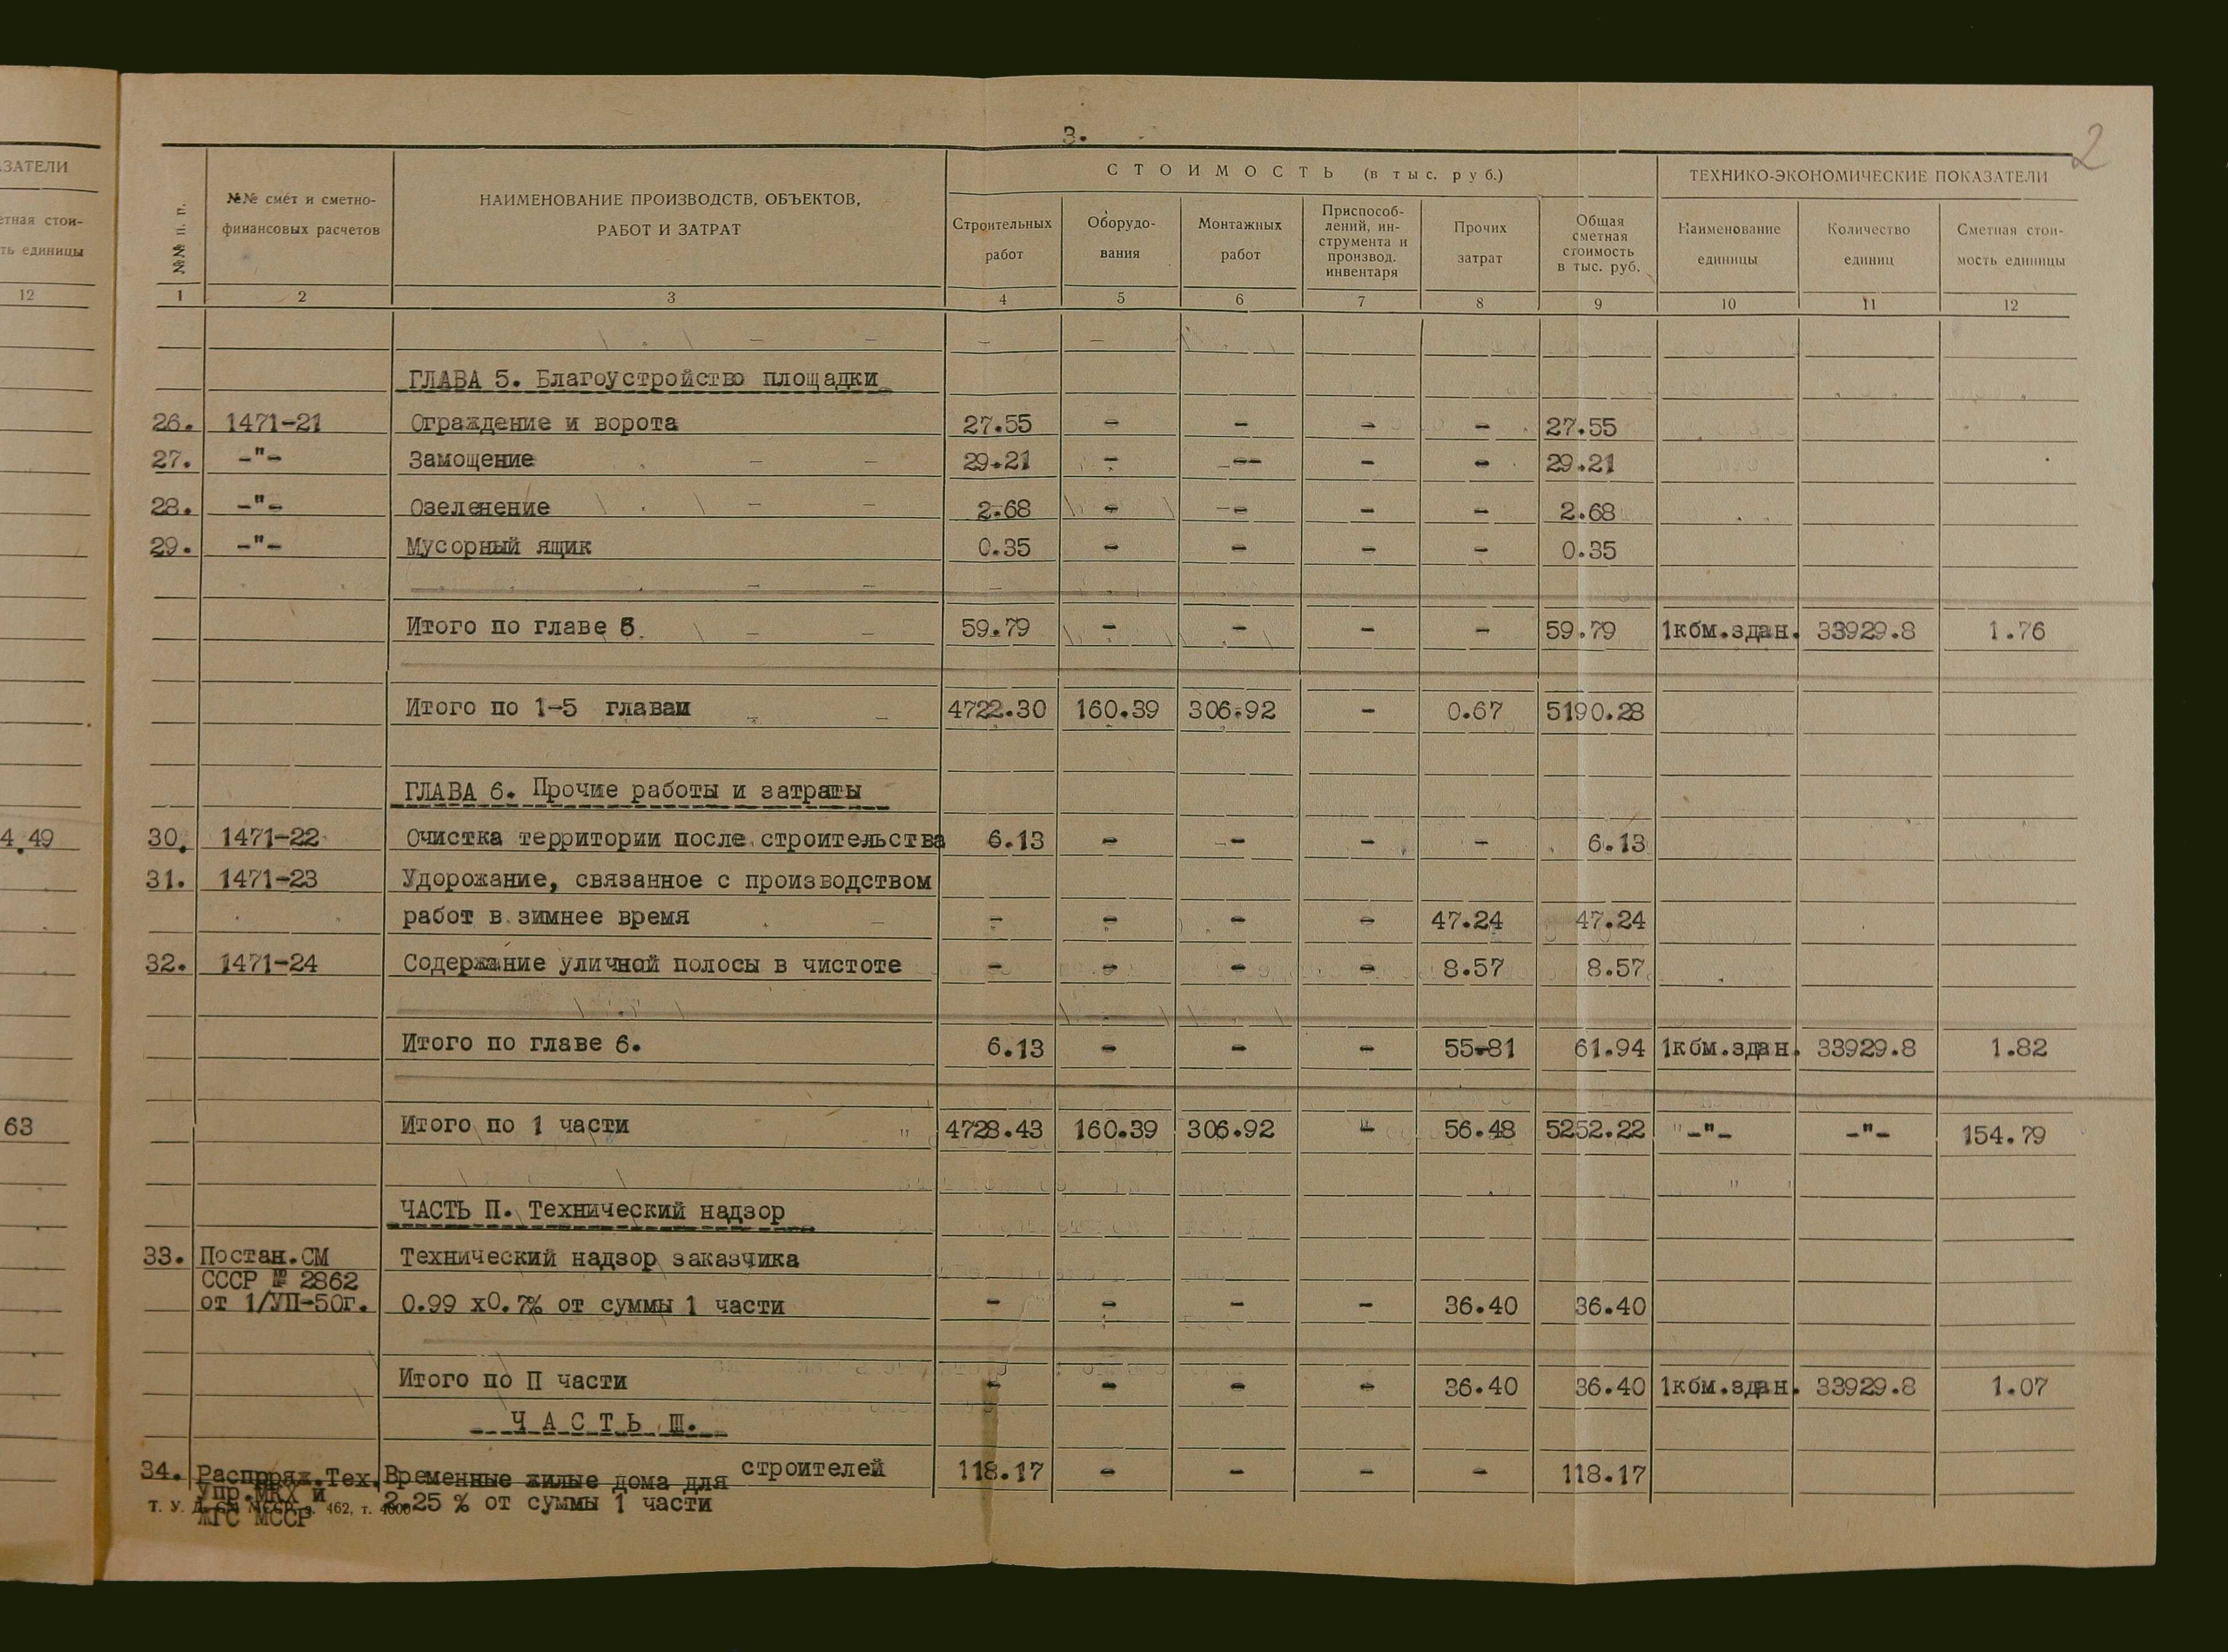 3.
2
ЗАТЕЛИ
етная стои-
ть единицы
12
4.49
63
№№ п. п.
№№ смет и сметно-
финансовых расчетов
НАИМЕНОВАНИЕ ПРОИЗВОДСТВ, ОБЪЕКТОВ,
РАБОТ И ЗАТРАТ
СТОИМОСТЬ (в тыс. руб.)
ТЕХНИКО-ЭКОНОМИЧЕСКИЕ ПОКАЗАТЕЛИ
Строительных
работ
Оборудо-
вания
Монтажных
работ
Приспособ-
лений, ин-
струмента и
производ.
инвентаря
Прочих
затрат
Общая
сметная
стоимость
в тыс. руб.
Наименование
единицы
Количество
единиц
Сметная стои-
мость единицы
1 2 3 4 5 6 7 8 9 10 11 12
ГЛАВА 5. Благоустройство площадки
26. 1471-21 Ограждение и ворота 27.55 - - - - 27.55
27. -"- Замощение 29.21 - -- - - 29.21
28. -"- Озеленение 2.68 - - - - 2.68
29. -"- Мусорный ящик 0.35 - - - - 0.35
Итого по главе 5. 59.79 - - - - 59.79 1кбм.здан. 33929.8 1.76
Итого по 1-5 главам 4722.30 160.39 306.92 - 0.67 5190.28
ГЛАВА 6. Прочие работы и затраты
30. 1471-22 Очистка территории после строительства 6.13 - - - - 6.13
31. 1471-23 Удорожание, связанное с производством
работ в зимнее время - - - - 47.24 47.24
32. 1471-24 Содержание уличной полосы в чистоте - - - - 8.57 8.57
Итого по главе 6. 6.13 - - - 55-81 61.94 1кбм.здан. 33929.8 1.82
Итого по 1 части 4728.43 160.39 306.92 - 56.48 5252.22 -"- -"- 154.79
ЧАСТЬ П. Технический надзор
33. Постан.СМ Технический надзор заказчика
СССР № 2862
от 1/УП-50г. 0.99 х0.7% от суммы 1 части - - - - 36.40 36.40
Итого по П части - - - - 36.40 36.40 1кбм.здан. 33929.8 1.07
ЧАСТЬ Ш.
34. Распоряж.Тех. Временные жилые дома для строителей 118.17 - - - - 118.17
Упр.МКХ и
2.25 % от суммы 1 части
ЖГС МССР
462, т. 4000